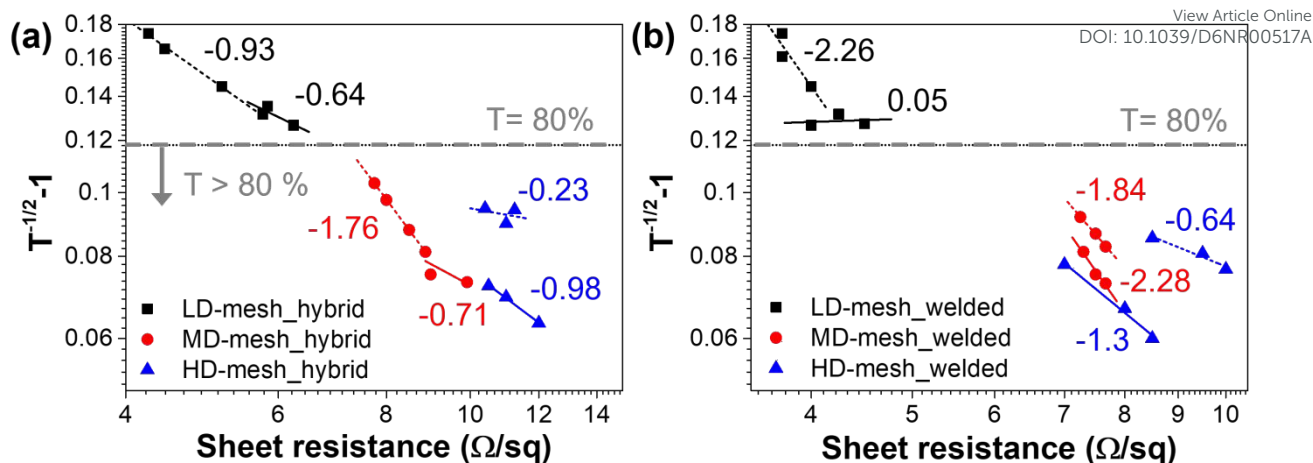 View Article Online
DOI: 10.1039/D6NR00517A
(a)
0.18
0.16
0.14
0.12
0.1
0.08
0.06
T^-1/2-1
-0.93
-0.64
T= 80%
T > 80 %
-1.76
-0.71
-0.23
-0.98
LD-mesh_hybrid
MD-mesh_hybrid
HD-mesh_hybrid
4 6 8 10 12 14
Sheet resistance (Ω/sq)
(b)
0.18
0.16
0.14
0.12
0.1
0.08
0.06
T^-1/2-1
-2.26
0.05
T= 80%
-1.84
-0.64
-2.28
-1.3
LD-mesh_welded
MD-mesh_welded
HD-mesh_welded
4 5 6 7 8 9 10
Sheet resistance (Ω/sq)